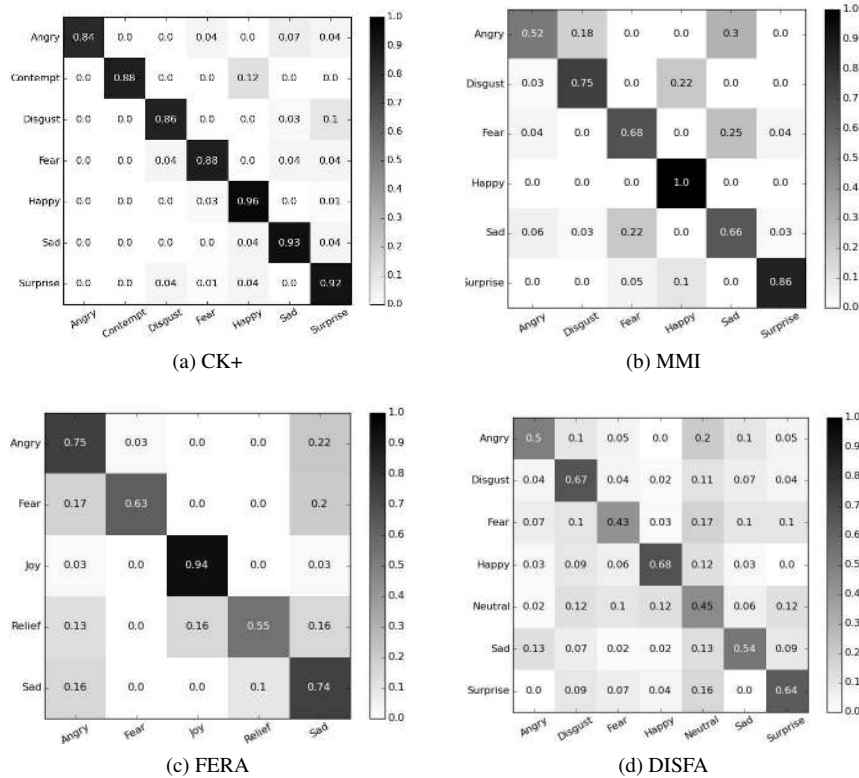 Angry 0.84 0.0 0.0 0.04 0.0 0.07 0.04
Contempt 0.0 0.88 0.0 0.0 0.12 0.0 0.0
Disgust 0.0 0.0 0.86 0.0 0.0 0.03 0.1
Fear 0.0 0.0 0.04 0.88 0.0 0.04 0.04
Happy 0.0 0.0 0.0 0.03 0.96 0.0 0.01
Sad 0.0 0.0 0.0 0.0 0.04 0.93 0.04
Surprise 0.0 0.0 0.04 0.01 0.04 0.0 0.92
Angry Contempt Disgust Fear Happy Sad Surprise
1.0
0.9
0.8
0.7
0.6
0.5
0.4
0.3
0.2
0.1
0.0
(a) CK+
Angry 0.52 0.18 0.0 0.0 0.3 0.0
Disgust 0.03 0.75 0.0 0.22 0.0 0.0
Fear 0.04 0.0 0.68 0.0 0.25 0.04
Happy 0.0 0.0 0.0 1.0 0.0 0.0
Sad 0.06 0.03 0.22 0.0 0.66 0.03
Surprise 0.0 0.0 0.05 0.1 0.0 0.86
Angry Disgust Fear Happy Sad Surprise
1.0
0.9
0.8
0.7
0.6
0.5
0.4
0.3
0.2
0.1
0.0
(b) MMI
Angry 0.75 0.03 0.0 0.0 0.22
Fear 0.17 0.63 0.0 0.0 0.2
Joy 0.03 0.0 0.94 0.0 0.03
Relief 0.13 0.0 0.16 0.55 0.16
Sad 0.16 0.0 0.0 0.1 0.74
Angry Fear Joy Relief Sad
1.0
0.9
0.8
0.7
0.6
0.5
0.4
0.3
0.2
0.1
0.0
(c) FERA
Angry 0.5 0.1 0.05 0.0 0.2 0.1 0.05
Disgust 0.04 0.67 0.04 0.02 0.11 0.07 0.04
Fear 0.07 0.1 0.43 0.03 0.17 0.1 0.1
Happy 0.03 0.09 0.06 0.68 0.12 0.03 0.0
Neutral 0.02 0.12 0.1 0.12 0.45 0.06 0.12
Sad 0.13 0.07 0.02 0.02 0.13 0.54 0.09
Surprise 0.0 0.09 0.07 0.04 0.16 0.0 0.64
Angry Disgust Fear Happy Neutral Sad Surprise
1.0
0.9
0.8
0.7
0.6
0.5
0.4
0.3
0.2
0.1
0.0
(d) DISFA